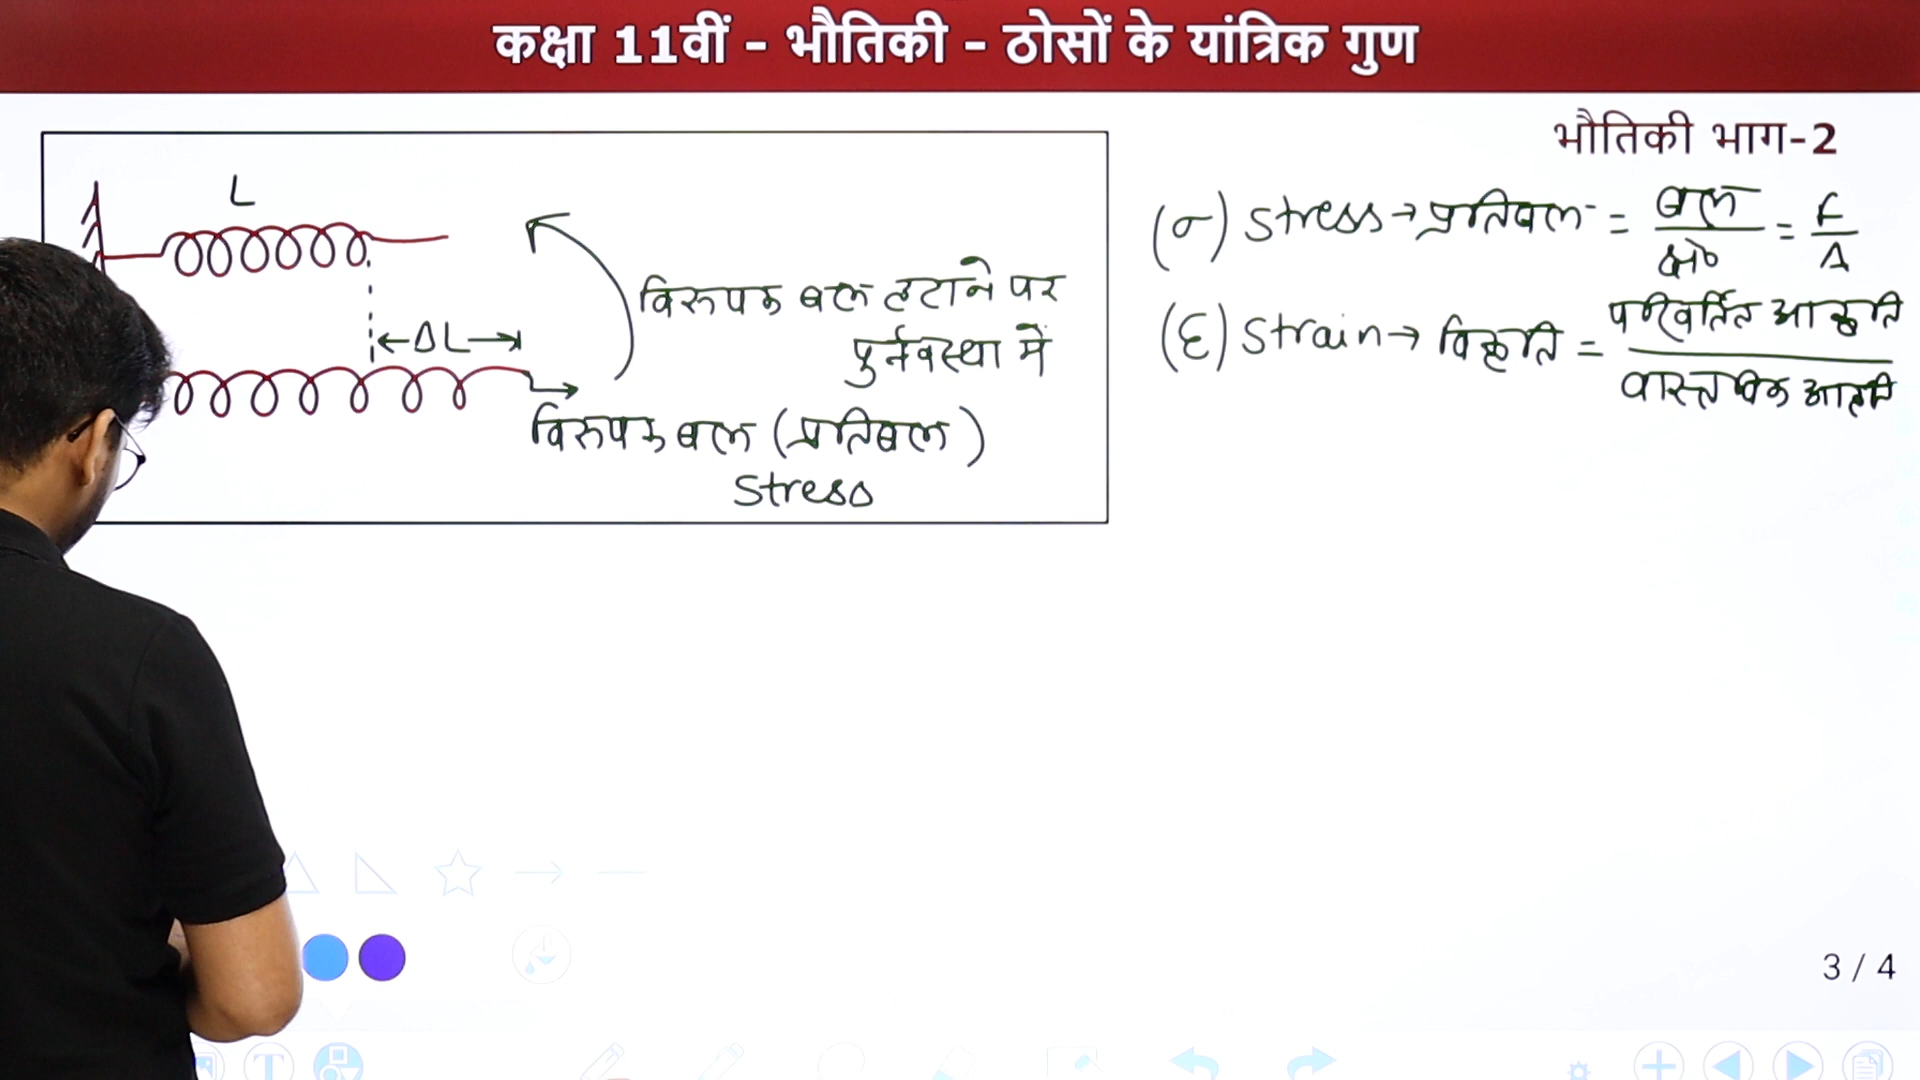 कक्षा 11वीं - भौतिकी - ठोसों के यांत्रिक गुण
भौतिकी भाग-2
L
ΔL
विरूपक बल हटाने पर
पुर्नवस्था में
विरूपक बल (प्रतिबल)
Stress
(σ) Stress → प्रतिबल = बल / क्षे० = F / A
(ε) Strain → विकृति = परिवर्तित आकृति / वास्तविक आकृति
3 / 4
T